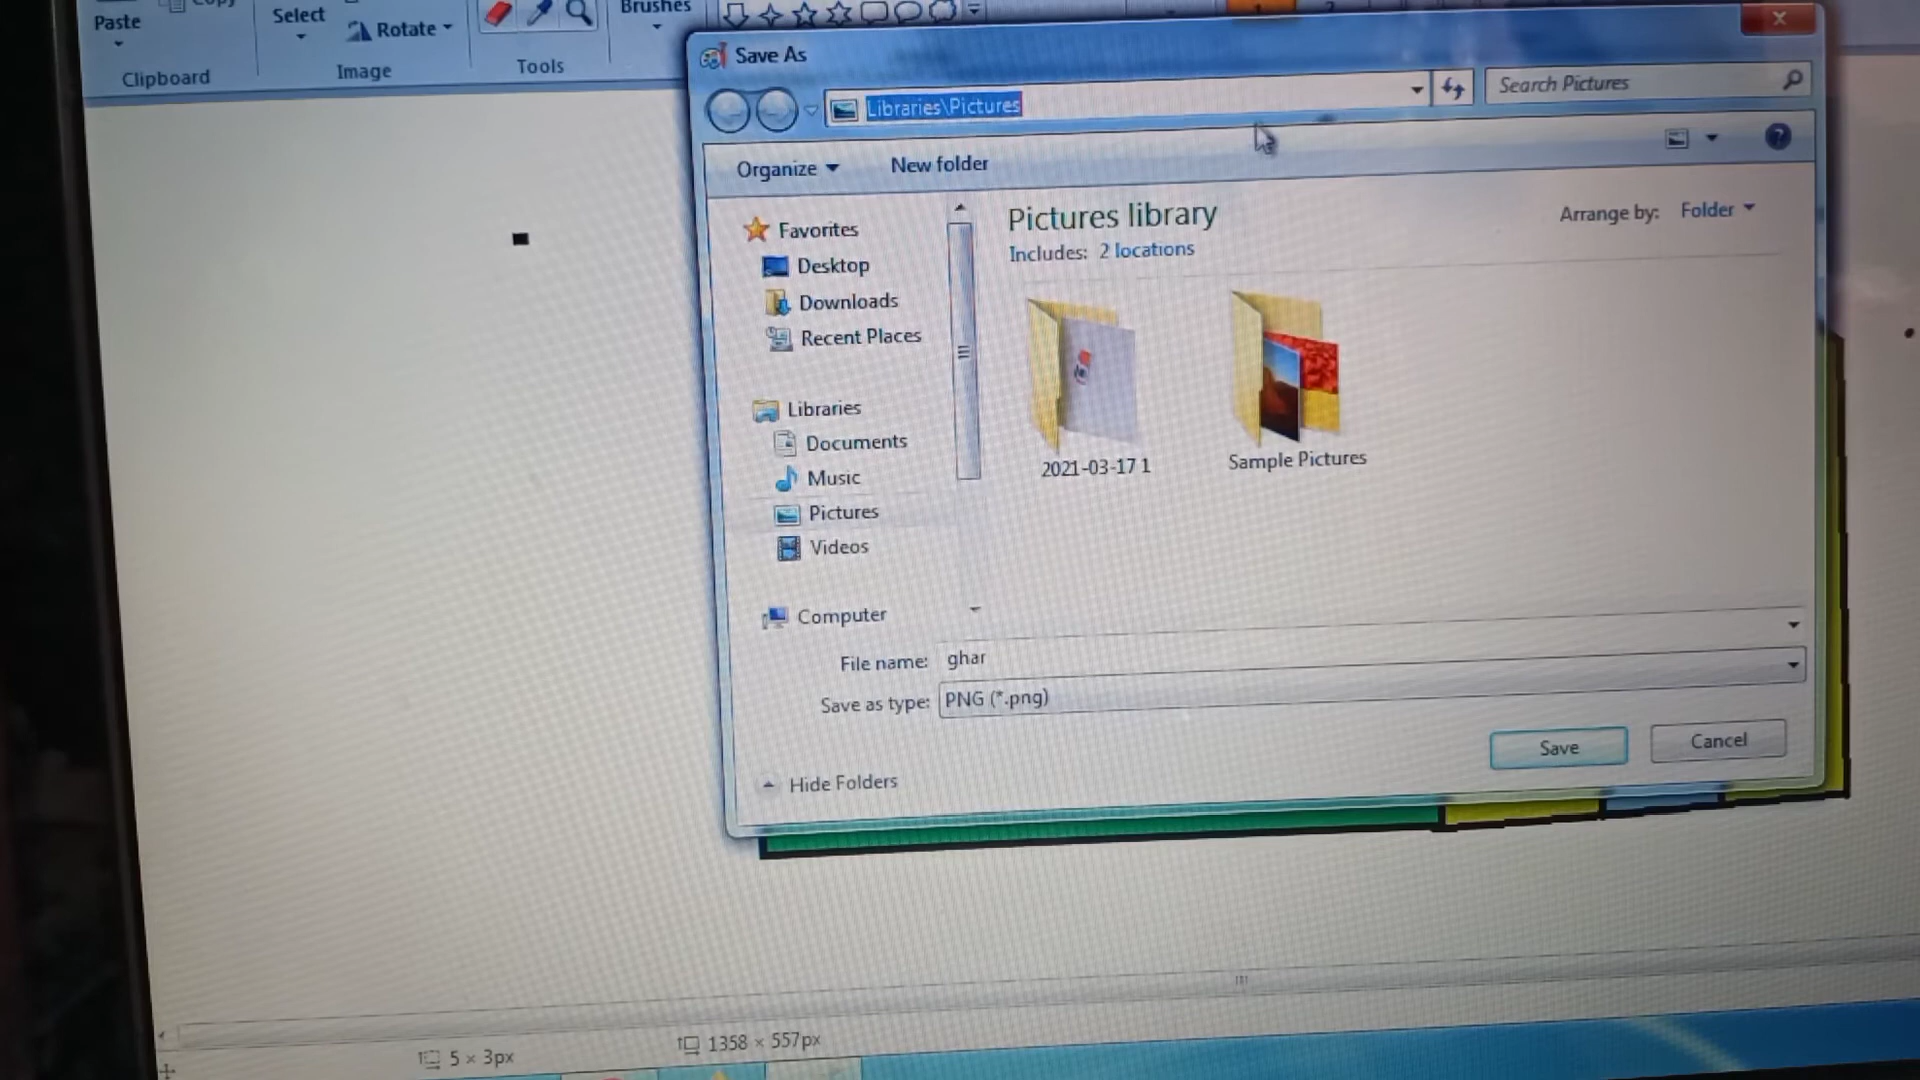 Paste
Select
Rotate
Brushes
Clipboard
Image
Tools
Save As
Libraries\Pictures
Search Pictures
Organize
New folder
Pictures library
Includes: 2 locations
Arrange by: Folder
Favorites
Desktop
Downloads
Recent Places
Libraries
Documents
Music
Pictures
Videos
Computer
2021-03-17 1
Sample Pictures
File name: ghar
Save as type: PNG (*.png)
Save
Cancel
Hide Folders
5 × 3px
1358 × 557px